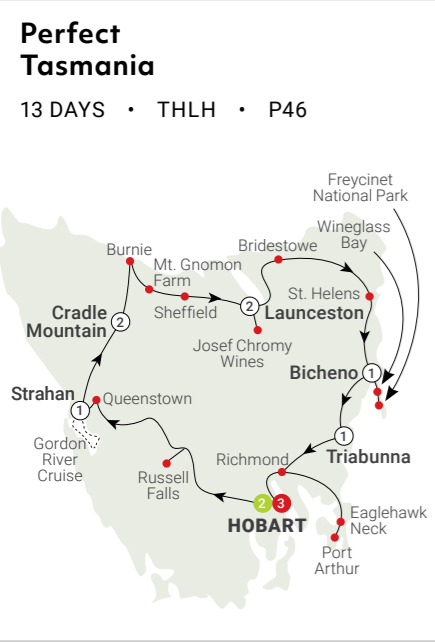 Perfect
Tasmania
13 DAYS • THLH • P46
Freycinet
National Park
Wineglass
Bay
Burnie
Bridestowe
Mt. Gnomon
Farm
St. Helens
2
Launceston
Cradle
Mountain
2
Sheffield
Josef Chromy
Wines
Bicheno
1
Strahan
1
Queenstown
Gordon
River
Cruise
1
Triabunna
Richmond
Russell
Falls
2
3
HOBART
Eaglehawk
Neck
Port
Arthur